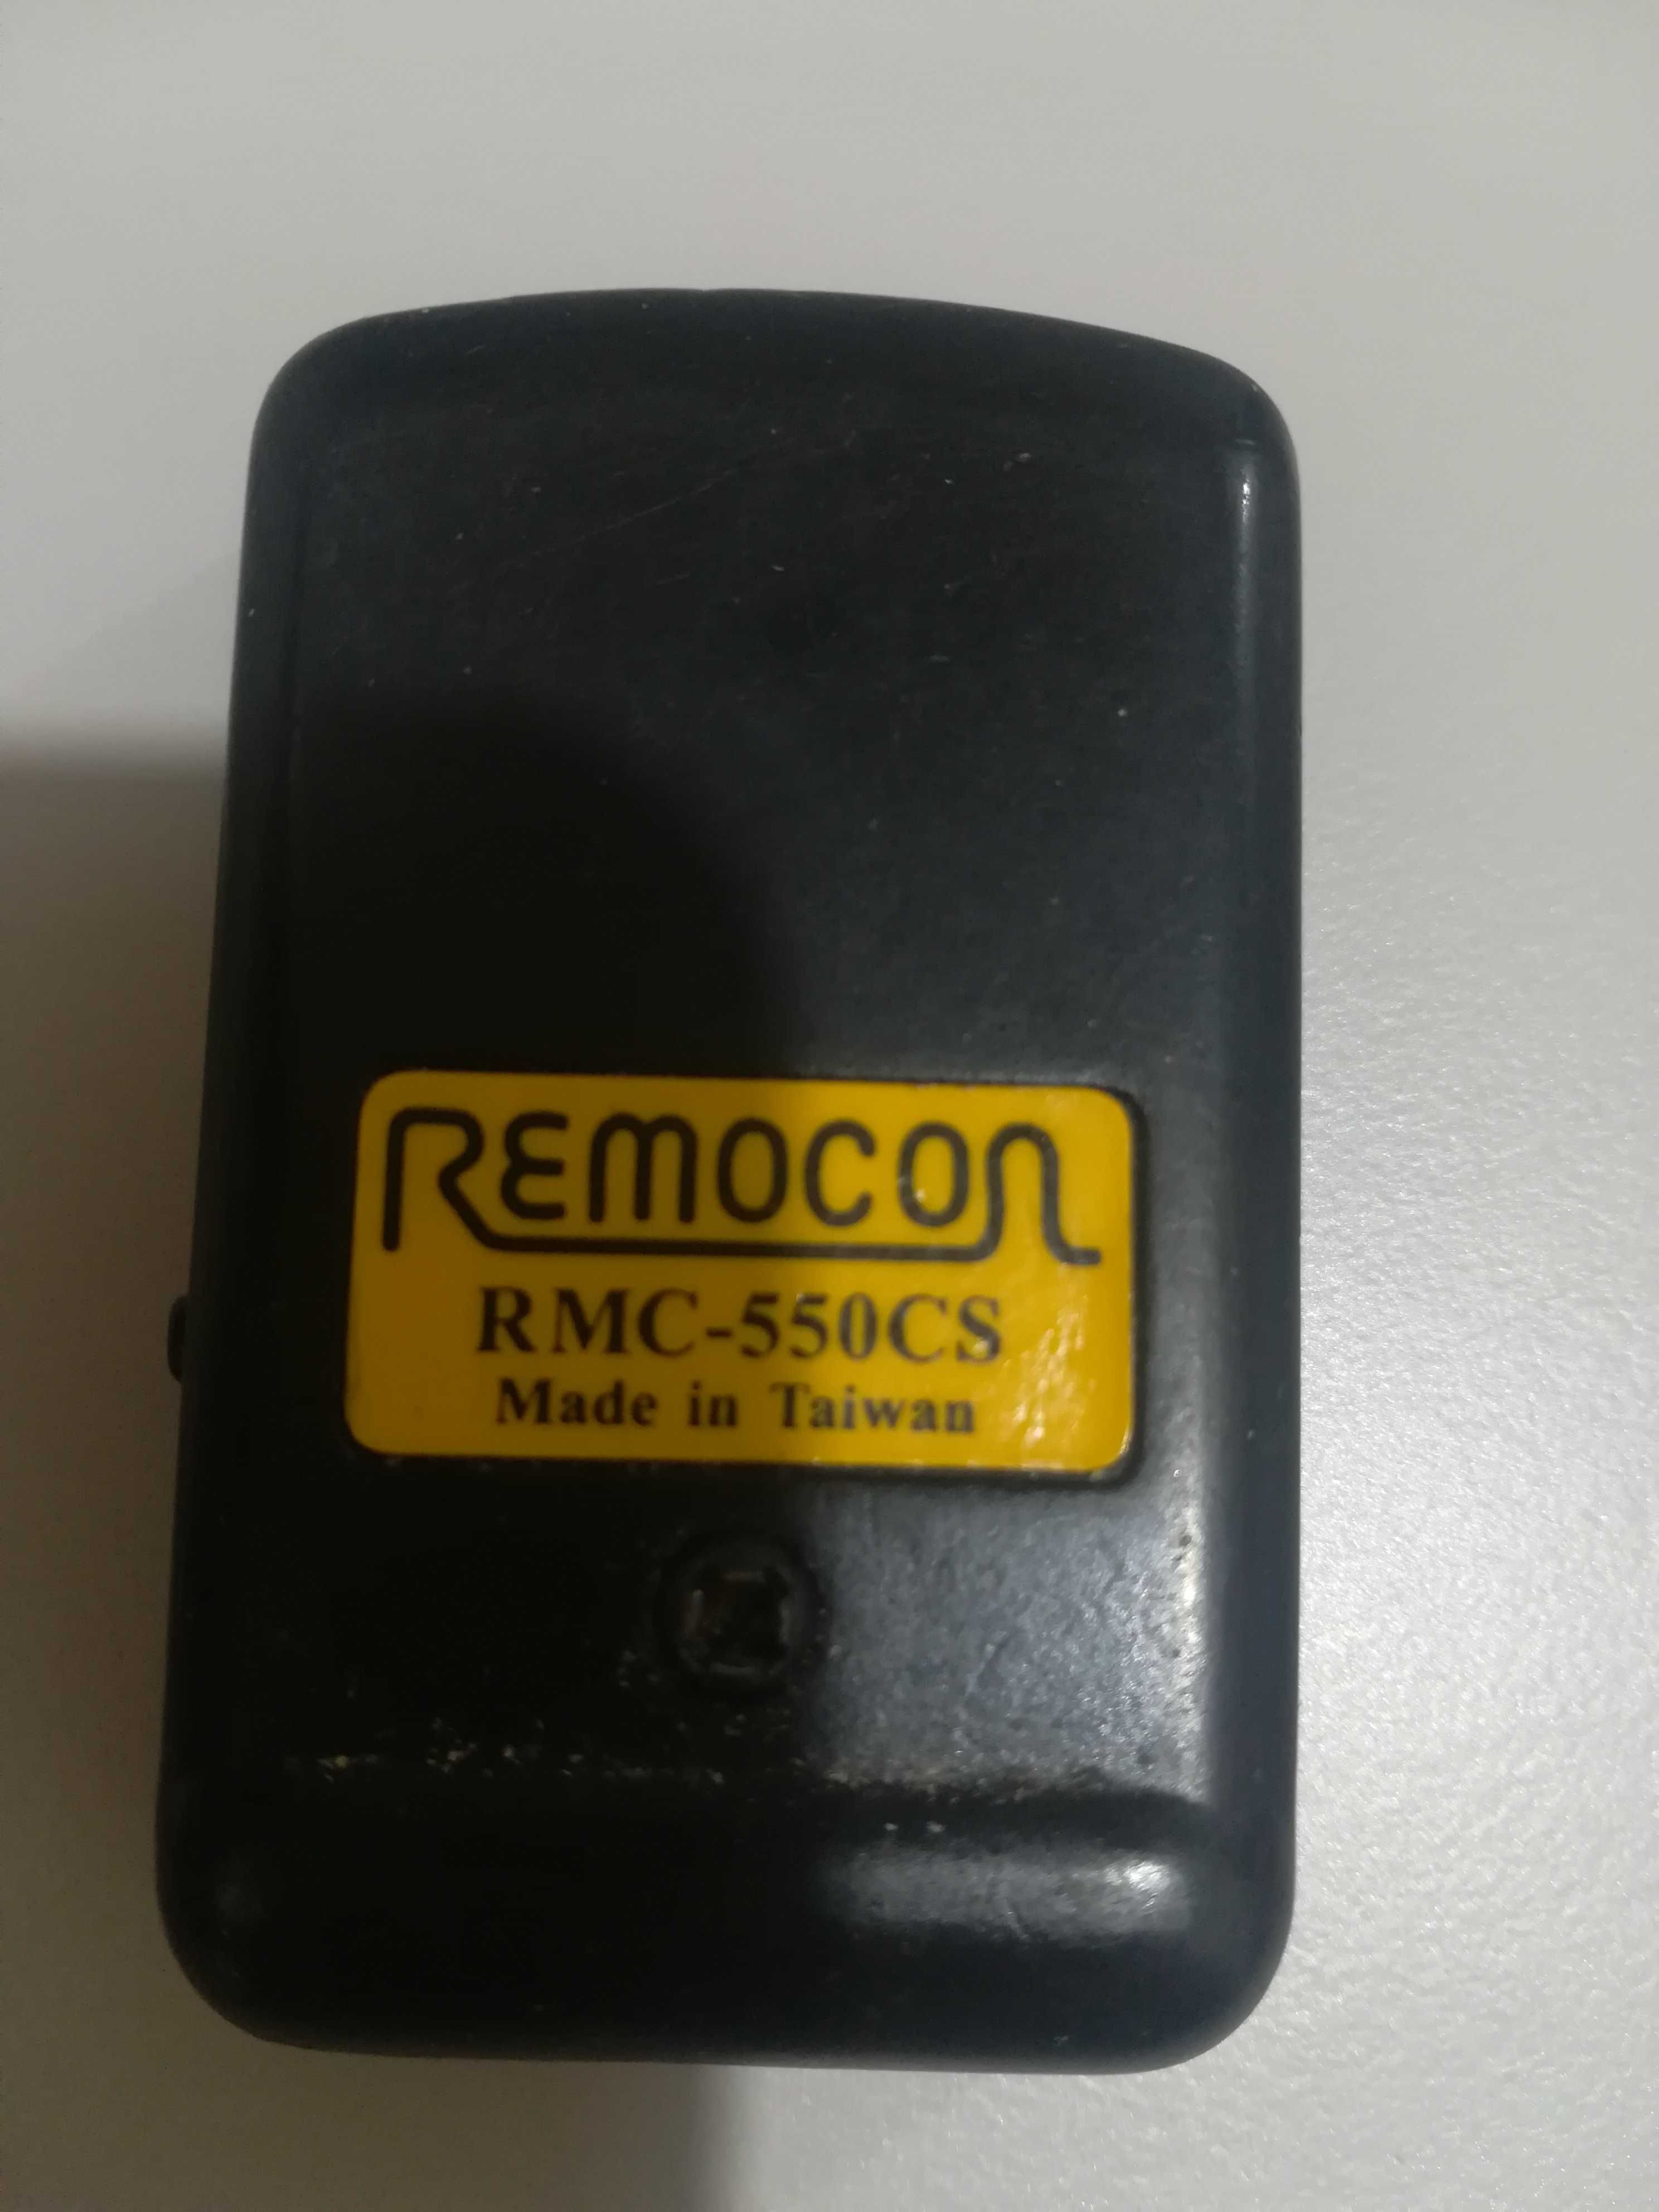 REMOCON
RMC-550CS
Made in Taiwan